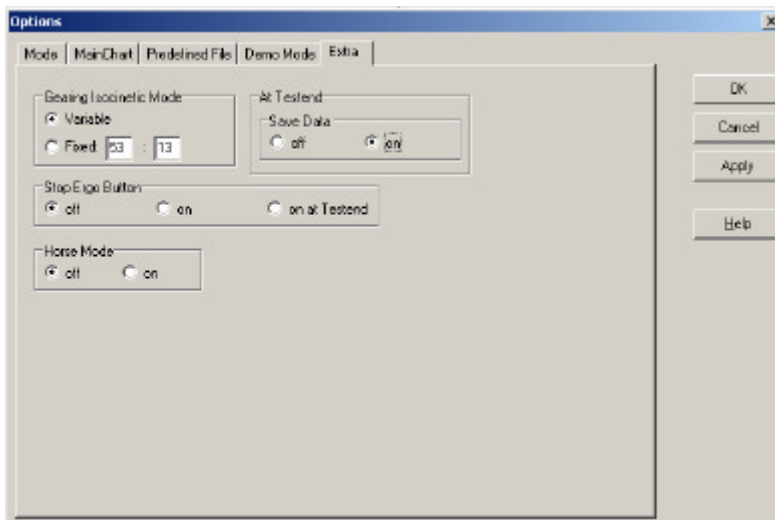 Options
Mode MainChart Predefined File Demo Mode Extra
Gearing Isocinetic Mode
Variable
Fixed 53 : 13
At Testend
Save Data
off on
Stop Ergo Button
off on on at Testend
Horse Mode
off on
OK
Cancel
Apply
Help